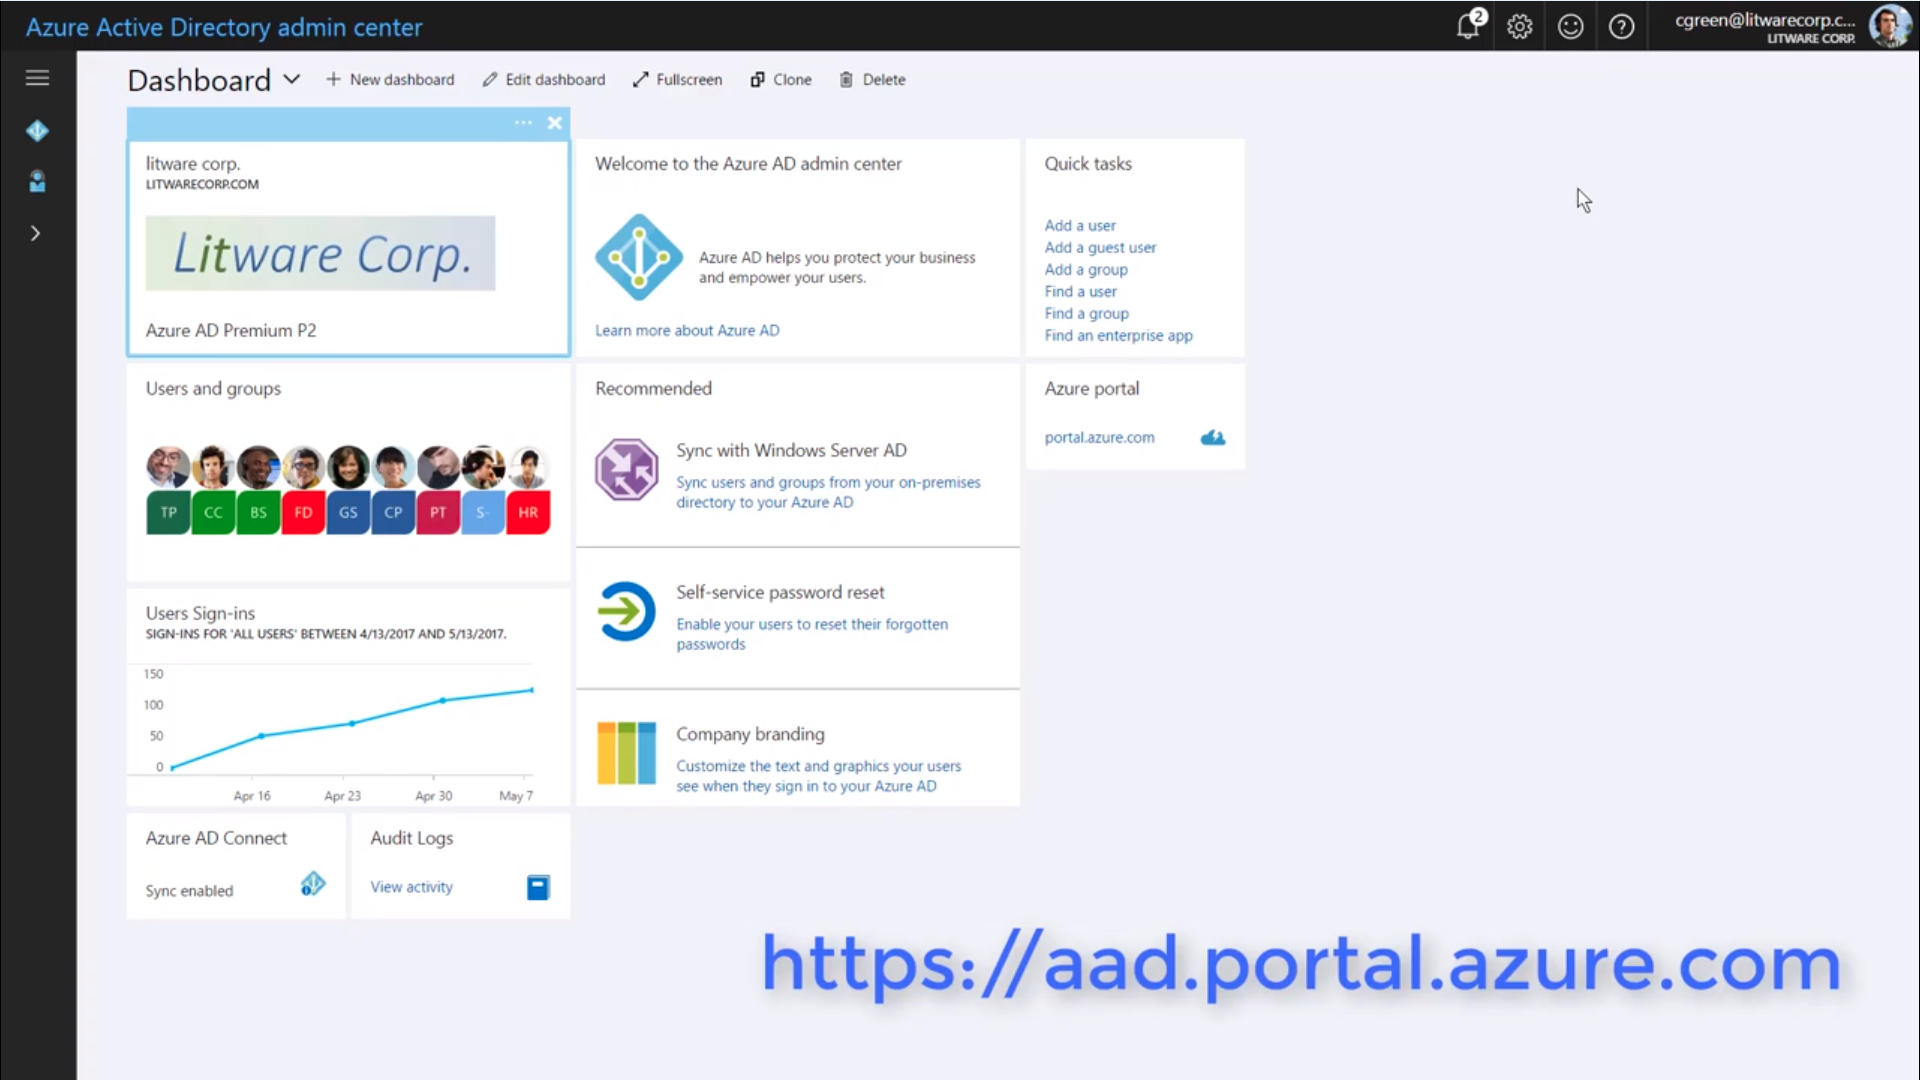 Azure Active Directory admin center
2
cgreen@litwarecorp.c...
LITWARE CORP.
Dashboard
New dashboard
Edit dashboard
Fullscreen
Clone
Delete
litware corp.
LITWARECORP.COM
Litware Corp.
Azure AD Premium P2
Welcome to the Azure AD admin center
Azure AD helps you protect your business
and empower your users.
Learn more about Azure AD
Quick tasks
Add a user
Add a guest user
Add a group
Find a user
Find a group
Find an enterprise app
Users and groups
TP CC BS FD GS CP PT S- HR
Recommended
Sync with Windows Server AD
Sync users and groups from your on-premises
directory to your Azure AD
Self-service password reset
Enable your users to reset their forgotten
passwords
Company branding
Customize the text and graphics your users
see when they sign in to your Azure AD
Azure portal
portal.azure.com
Users Sign-ins
SIGN-INS FOR 'ALL USERS' BETWEEN 4/13/2017 AND 5/13/2017.
150
100
50
0
Apr 16 Apr 23 Apr 30 May 7
Azure AD Connect
Sync enabled
Audit Logs
View activity
https://aad.portal.azure.com